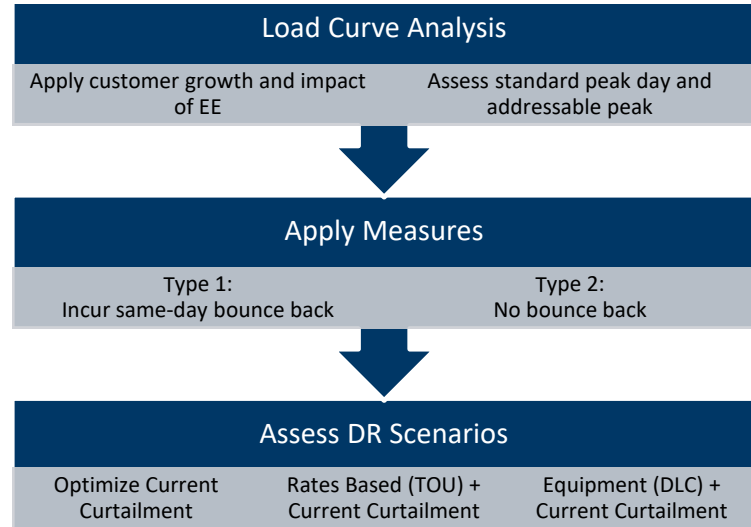 Load Curve Analysis
Apply customer growth and impact
of EE
Assess standard peak day and
addressable peak
Apply Measures
Type 1:
Incur same-day bounce back
Type 2:
No bounce back
Assess DR Scenarios
Optimize Current
Curtailment
Rates Based (TOU) +
Current Curtailment
Equipment (DLC) +
Current Curtailment